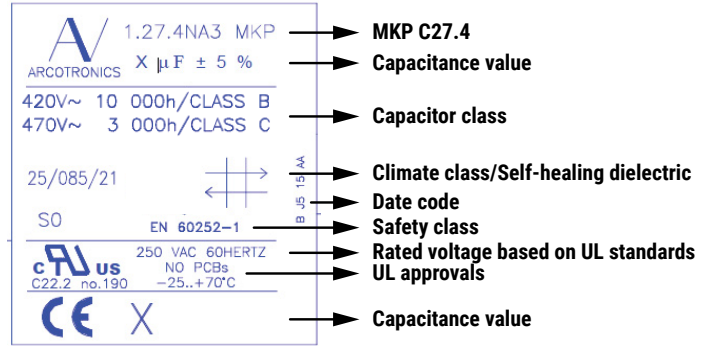 AV
ARCOTRONICS
1.27.4NA3 MKP
X µF ± 5 %
420V~ 10 000h/CLASS B
470V~ 3 000h/CLASS C
25/085/21
B J5 15 AA
S0
EN 60252-1
c RU US
C22.2 no.190
250 VAC 60HERTZ
NO PCBs
-25..+70°C
CE X
MKP C27.4
Capacitance value
Capacitor class
Climate class/Self-healing dielectric
Date code
Safety class
Rated voltage based on UL standards
UL approvals
Capacitance value